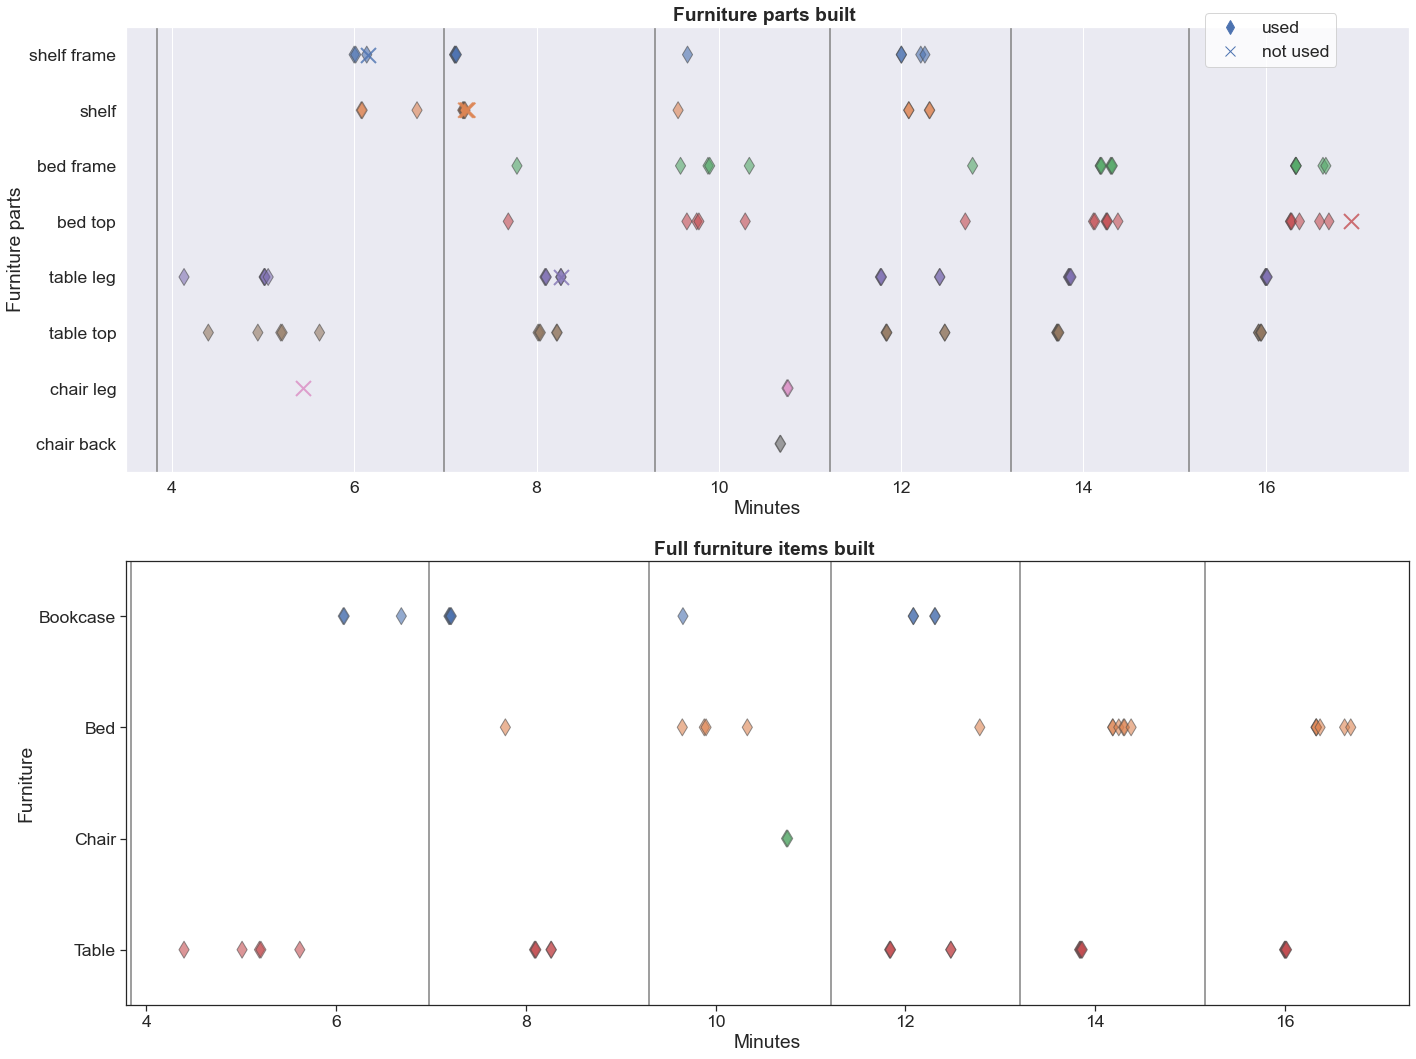 Furniture parts built
used
not used
Furniture parts
shelf frame
shelf
bed frame
bed top
table leg
table top
chair leg
chair back
4 6 8 10 12 14 16
Minutes
Full furniture items built
Furniture
Bookcase
Bed
Chair
Table
4 6 8 10 12 14 16
Minutes